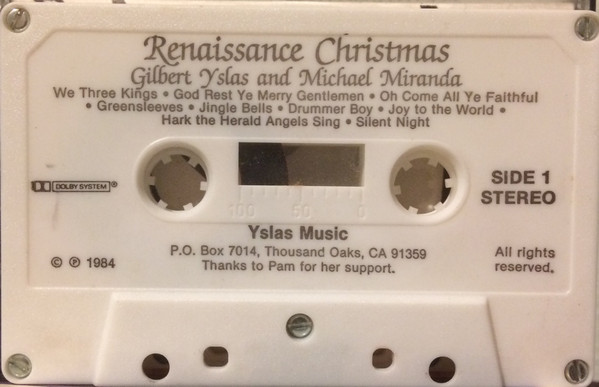 Renaissance Christmas
Gilbert Yslas and Michael Miranda
We Three Kings • God Rest Ye Merry Gentlemen • Oh Come All Ye Faithful
• Greensleeves • Jingle Bells • Drummer Boy • Joy to the World •
Hark the Herald Angels Sing • Silent Night
DOLBY SYSTEM®
SIDE 1
STEREO
100 50 0
Yslas Music
P.O. Box 7014, Thousand Oaks, CA 91359
Thanks to Pam for her support.
© ℗ 1984
All rights
reserved.